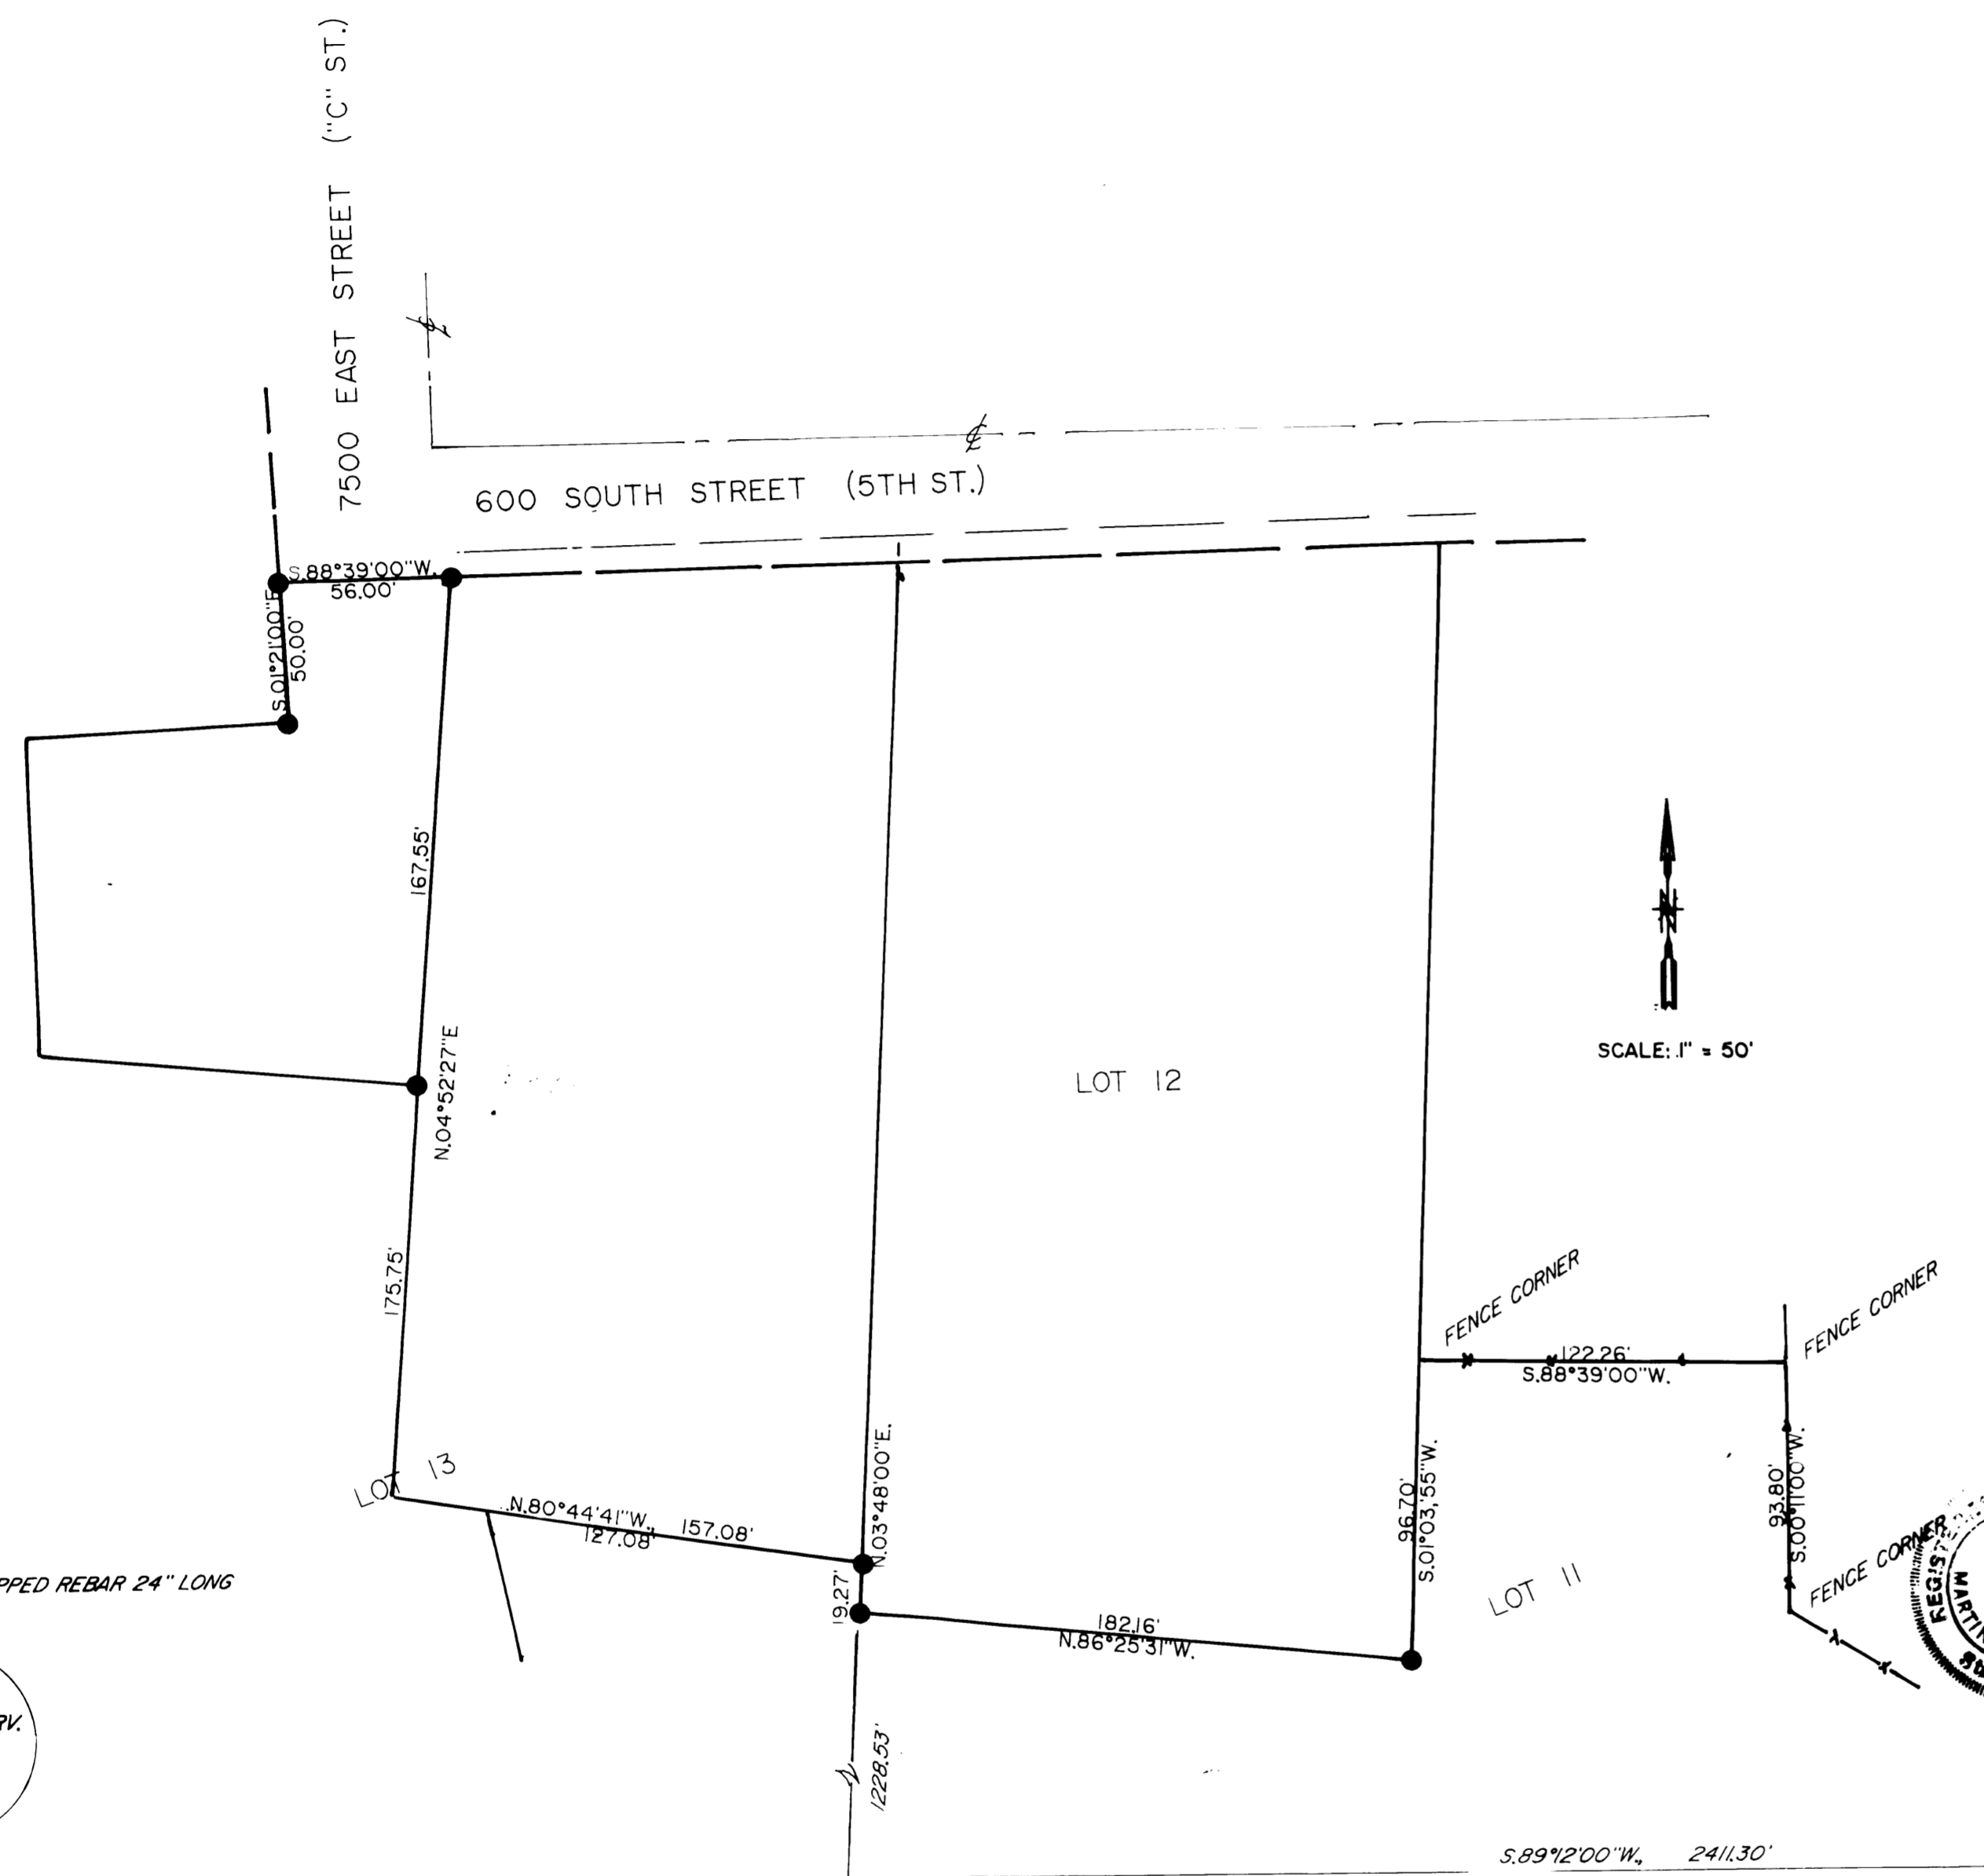 7500 EAST STREET ("C" ST.)
600 SOUTH STREET (5TH ST.)
S.88°39'00"W.
56.00'
S.01°21'00"E
50.00'
167.55'
N.04°52'27"E
LOT 12
SCALE: 1" = 50'
175.75'
FENCE CORNER
FENCE CORNER
122.26'
S.88°39'00"W.
LOT 13
N.80°44'41"W.
127.08'
157.08'
N.03°48'00"E.
96.70'
S.01°03'55"W.
93.80'
S.00°11'00"W.
FENCE CORNER
LOT 11
PPED REBAR 24" LONG
19.27'
182.16'
N.86°25'31"W.
RV.
1228.53'
S.89°12'00"W., 2411.30'